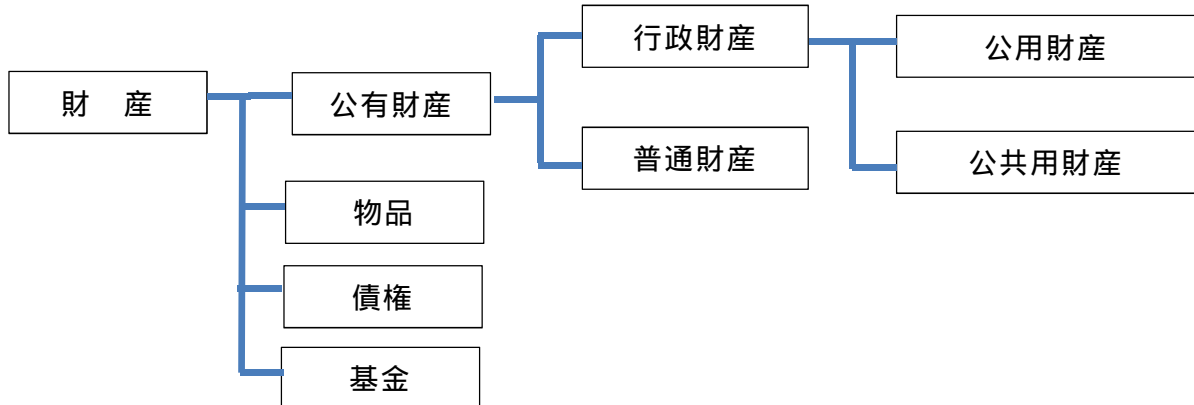 財　産
公有財産
行政財産
公用財産
公共用財産
普通財産
物品
債権
基金